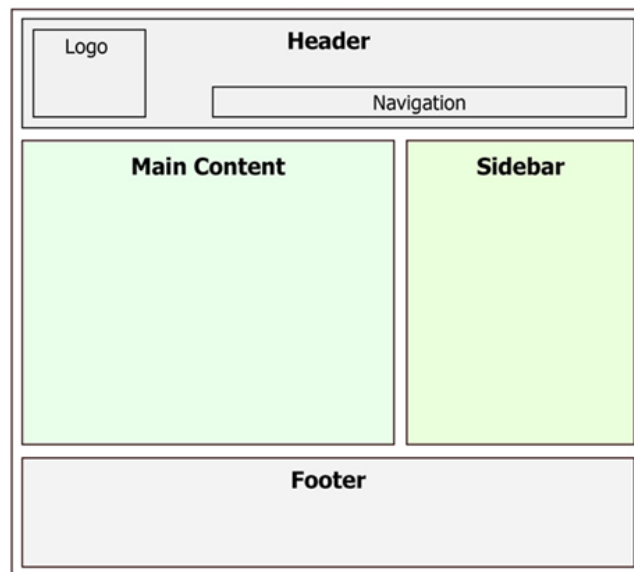 Header
Logo
Navigation
Main Content
Sidebar
Footer